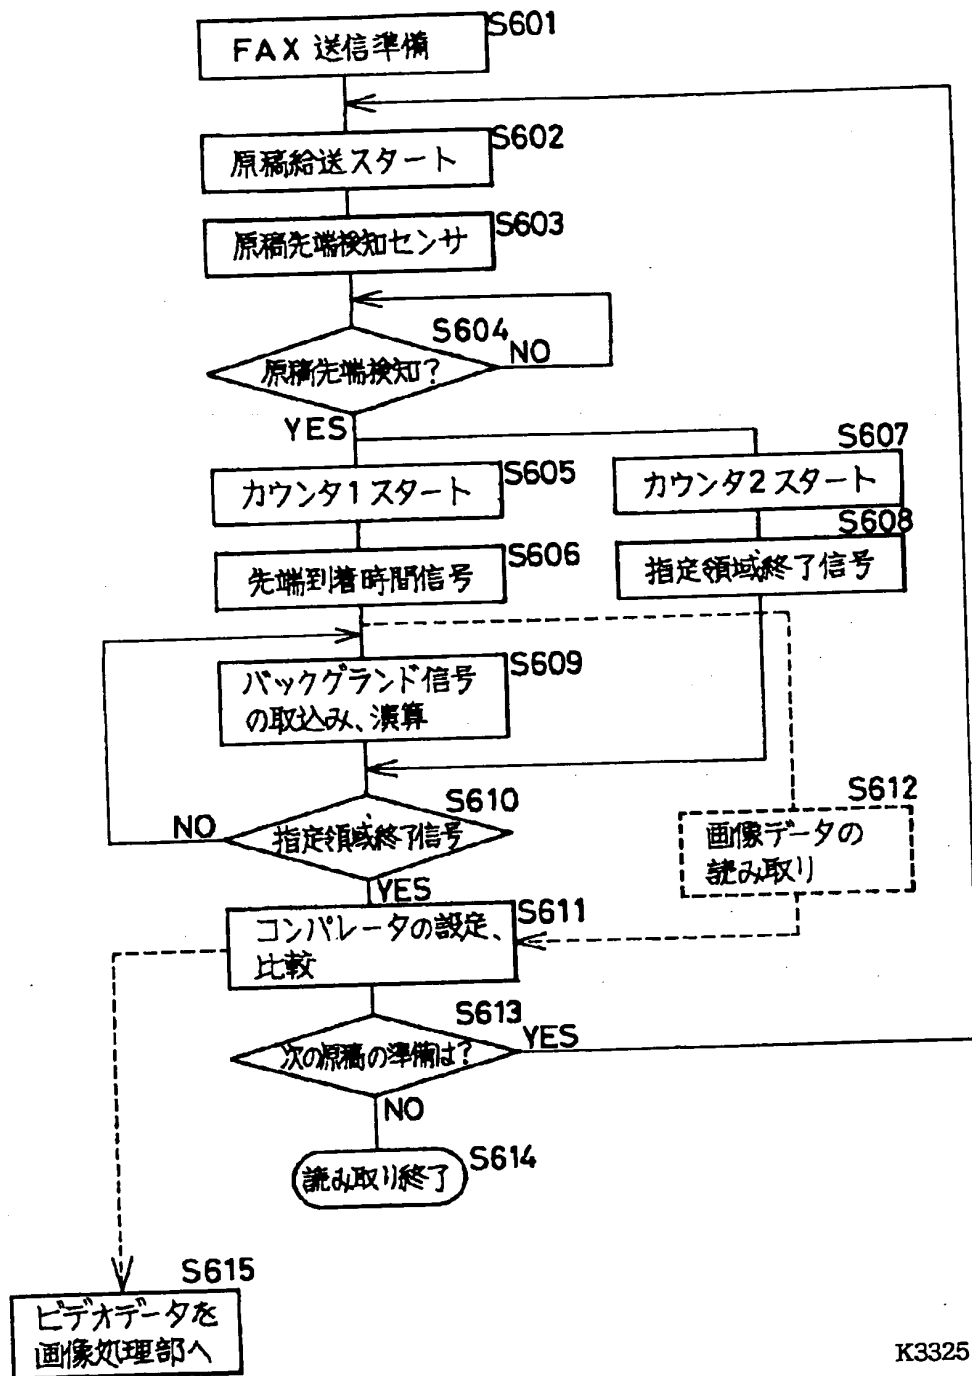 FAX 送信準備
S601
原稿給送スタート
S602
原稿先端検知センサ
S603
S604
原稿先端検知?
NO
YES
カウンタ1スタート
S605
S607
カウンタ2スタート
先端到着時間信号
S606
S608
指定領域終了信号
バックグランド信号
の取込み、演算
S609
S610
指定領域終了信号
NO
YES
S612
画像データの
読み取り
コンパレータの設定、
比較
S611
S613
次の原稿の準備は?
YES
NO
読み取り終了
S614
S615
ビデオデータを
画像処理部へ
K3325